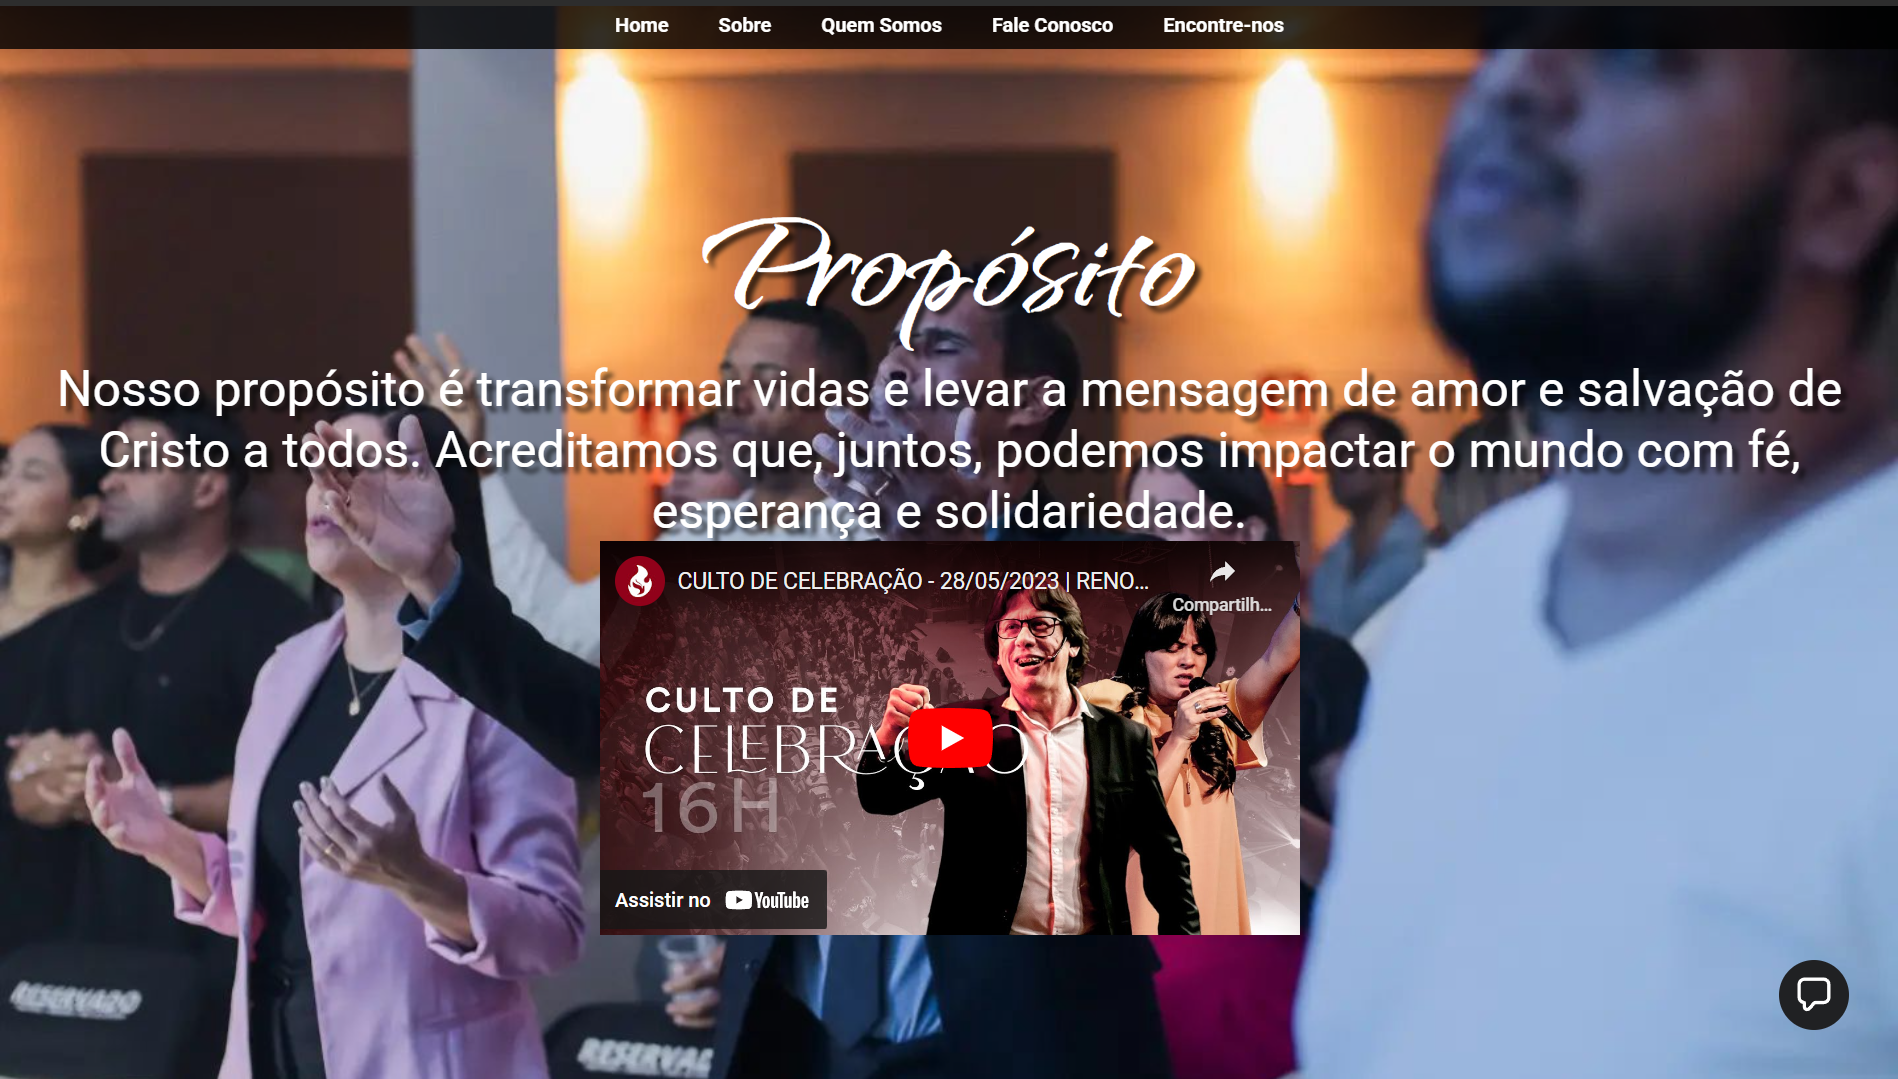 Home Sobre Quem Somos Fale Conosco Encontre-nos
Propósito
Nosso propósito é transformar vidas e levar a mensagem de amor e salvação de
Cristo a todos. Acreditamos que, juntos, podemos impactar o mundo com fé,
esperança e solidariedade.
CULTO DE CELEBRAÇÃO - 28/05/2023 | RENO...
Compartilh...
CULTO DE
CELEBRAÇÃO
16H
Assistir no YouTube
RESERVADO
RESERVAD